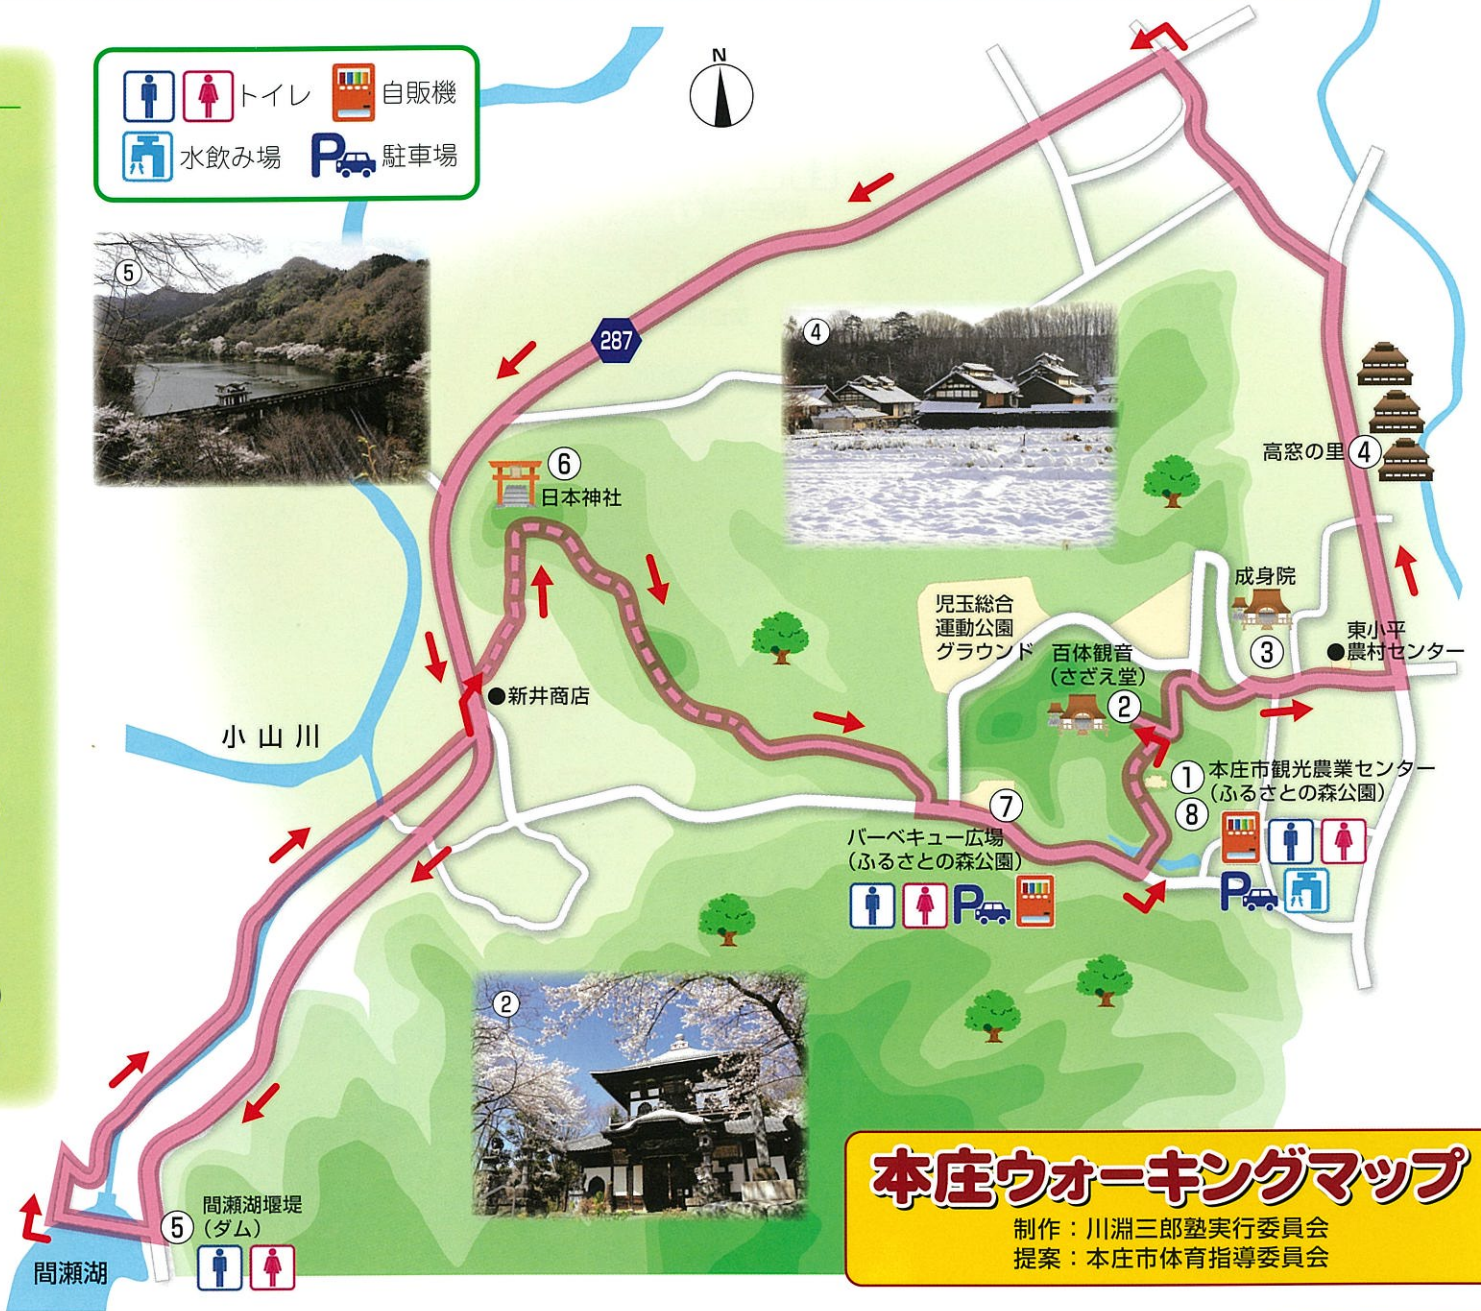 トイレ
自販機
水飲み場
駐車場
N
⑤
④
287
⑥
日本神社
高窓の里④
児玉総合
運動公園
グラウンド
成身院
③
東小平
●農村センター
百体観音
(さざえ堂)
②
●新井商店
小山川
①本庄市観光農業センター
(ふるさとの森公園)
⑧
P
⑦
バーベキュー広場
(ふるさとの森公園)
P
②
間瀬湖堰堤
⑤(ダム)
間瀬湖
本庄ウォーキングマップ
制作：川淵三郎塾実行委員会
提案：本庄市体育指導委員会